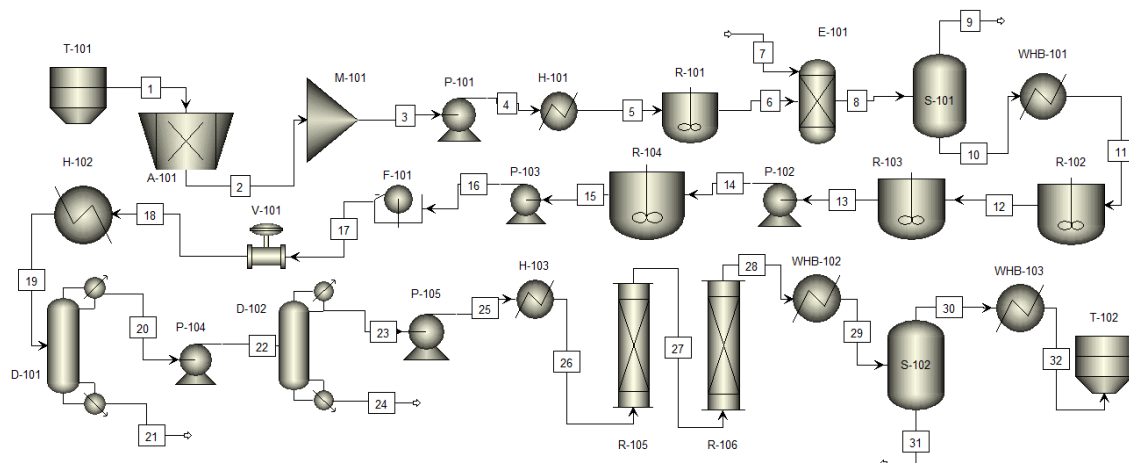 T-101
1
A-101
2
M-101
3
P-101
4
H-101
5
R-101
6
7
E-101
8
9
S-101
10
WHB-101
11
R-102
12
R-103
13
P-102
14
R-104
15
P-103
16
F-101
17
V-101
18
H-102
19
D-101
20
21
P-104
22
D-102
23
24
P-105
25
H-103
26
R-105
27
R-106
28
WHB-102
29
S-102
30
31
WHB-103
32
T-102